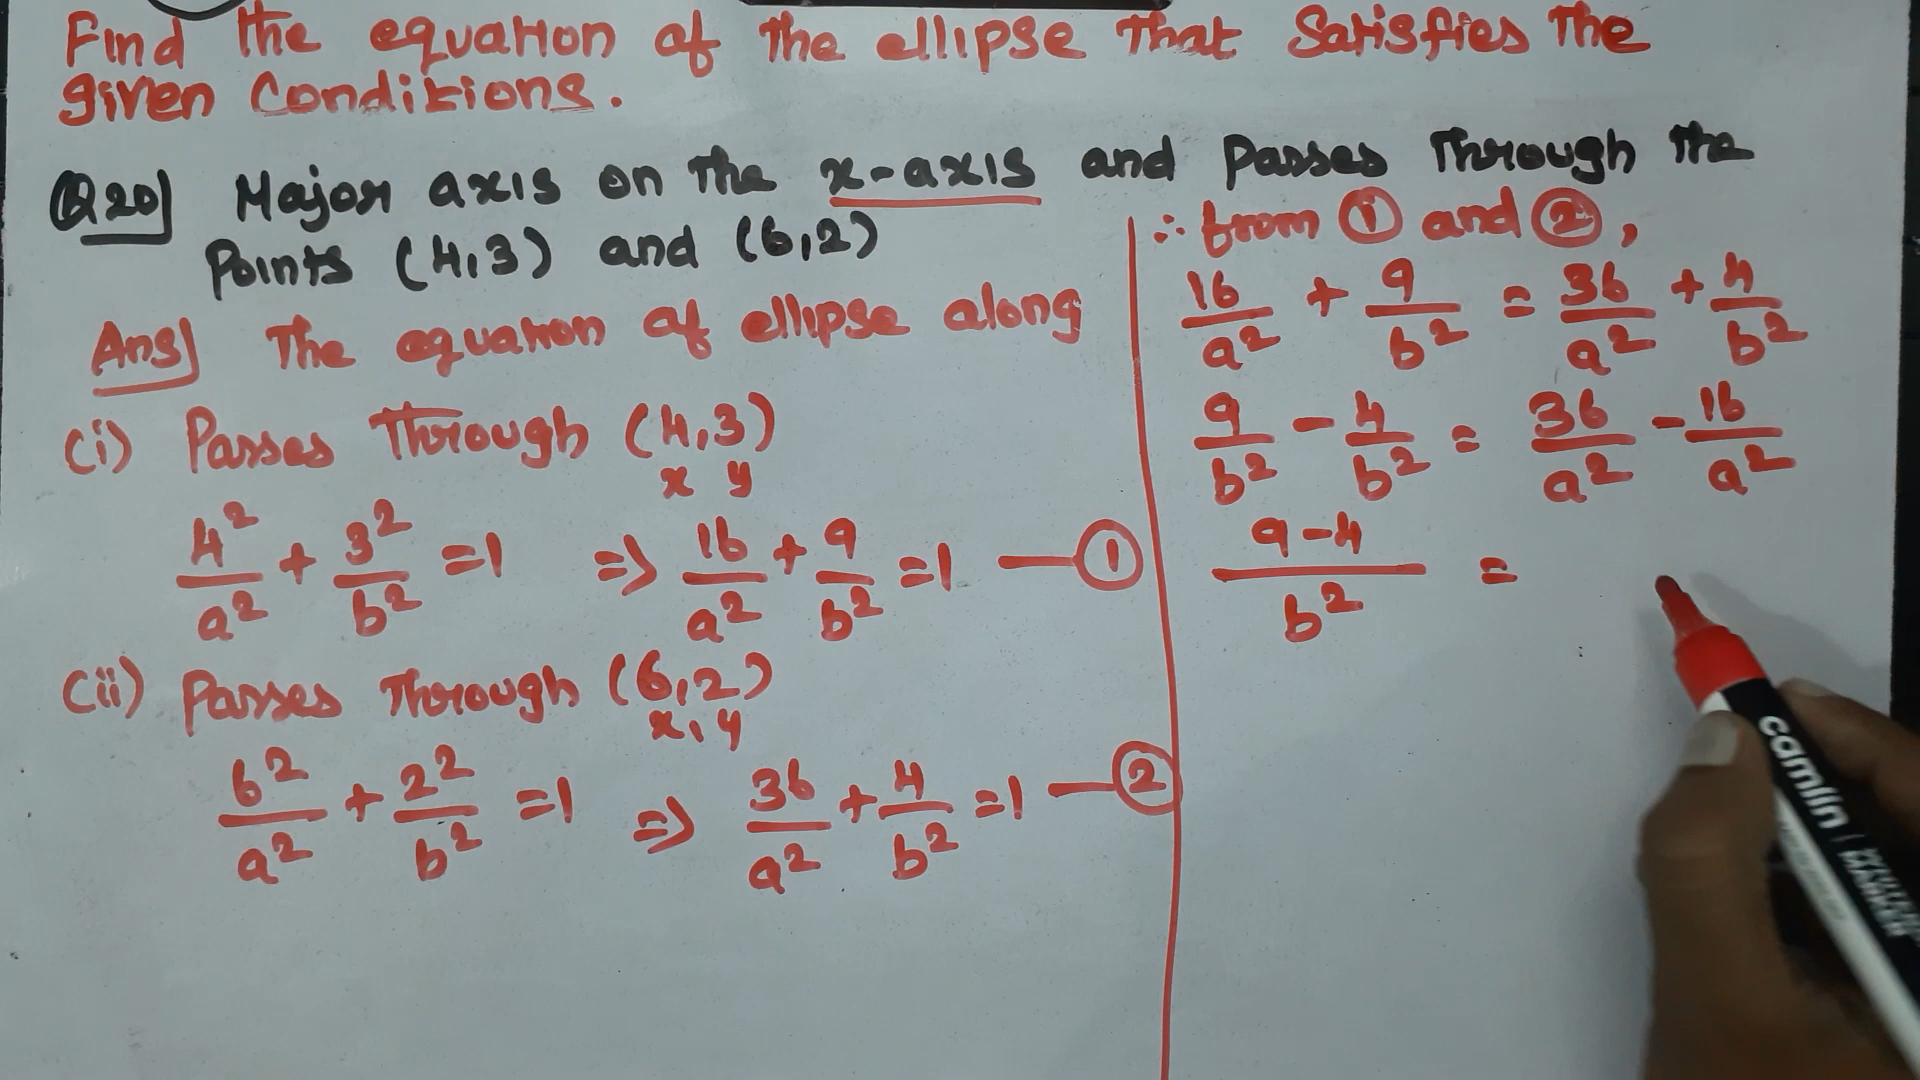 Find the equation of the ellipse that satisfies the
given conditions.
Q20] Major axis on the x-axis and passes through the
Points (4,3) and (6,2)
Ans] The equation of ellipse along
(i) Passes Through (4,3)
x y
4²/a² + 3²/b² = 1 => 16/a² + 9/b² = 1 — ①
(ii) Passes Through (6,2)
x, y
6²/a² + 2²/b² = 1 => 36/a² + 4/b² = 1 — ②
∴ from ① and ②,
16/a² + 9/b² = 36/a² + 4/b²
9/b² - 4/b² = 36/a² - 16/a²
9-4/b² =
camlin